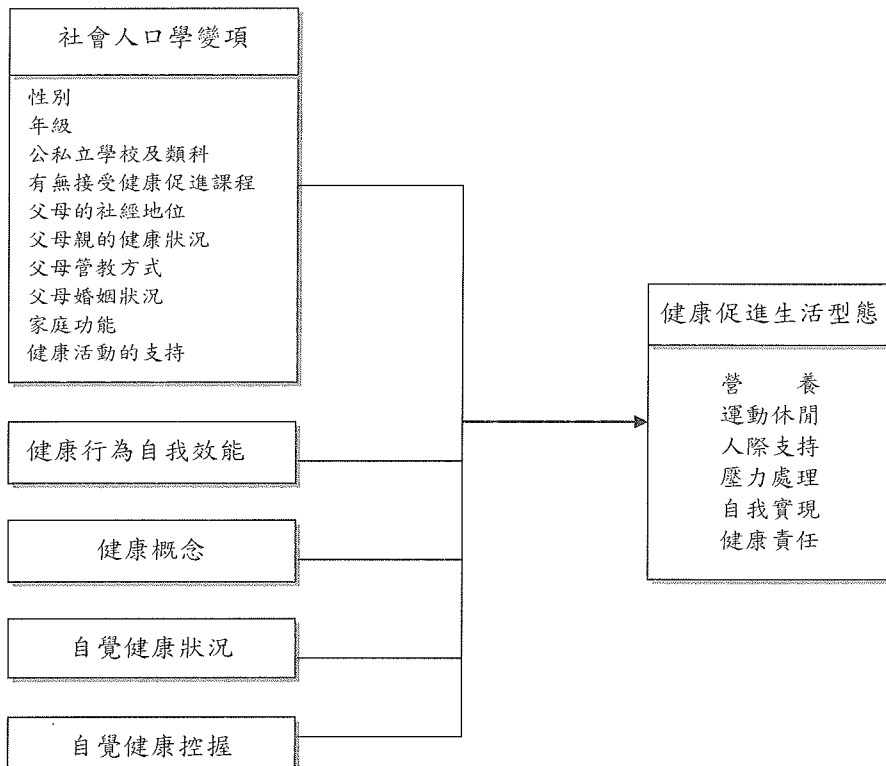 社會人口學變項
性別
年級
公私立學校及類科
有無接受健康促進課程
父母的社經地位
父母親的健康狀況
父母管教方式
父母婚姻狀況
家庭功能
健康活動的支持
健康行為自我效能
健康概念
自覺健康狀況
自覺健康控握
健康促進生活型態
營 養
運動休閒
人際支持
壓力處理
自我實現
健康責任